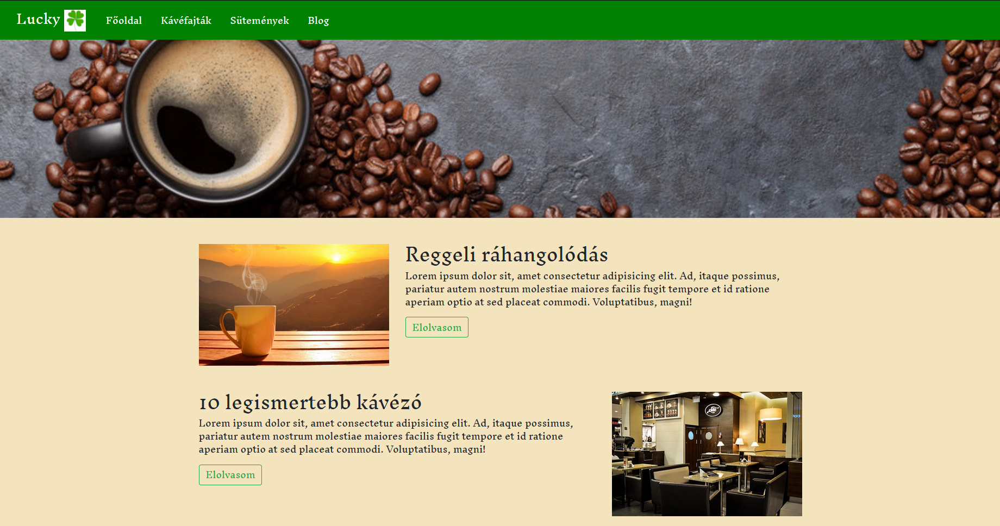 Lucky
Főoldal
Kávéfajták
Sütemények
Blog
Reggeli ráhangolódás
Lorem ipsum dolor sit, amet consectetur adipisicing elit. Ad, itaque possimus,
pariatur autem nostrum molestiae maiores facilis fugit tempore et id ratione
aperiam optio at sed placeat commodi. Voluptatibus, magni!
Elolvasom
10 legismertebb kávézó
Lorem ipsum dolor sit, amet consectetur adipisicing elit. Ad, itaque possimus,
pariatur autem nostrum molestiae maiores facilis fugit tempore et id ratione
aperiam optio at sed placeat commodi. Voluptatibus, magni!
Elolvasom